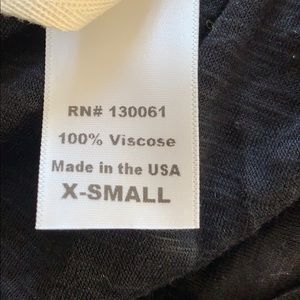 RN# 130061
100% Viscose
Made in the USA
X-SMALL